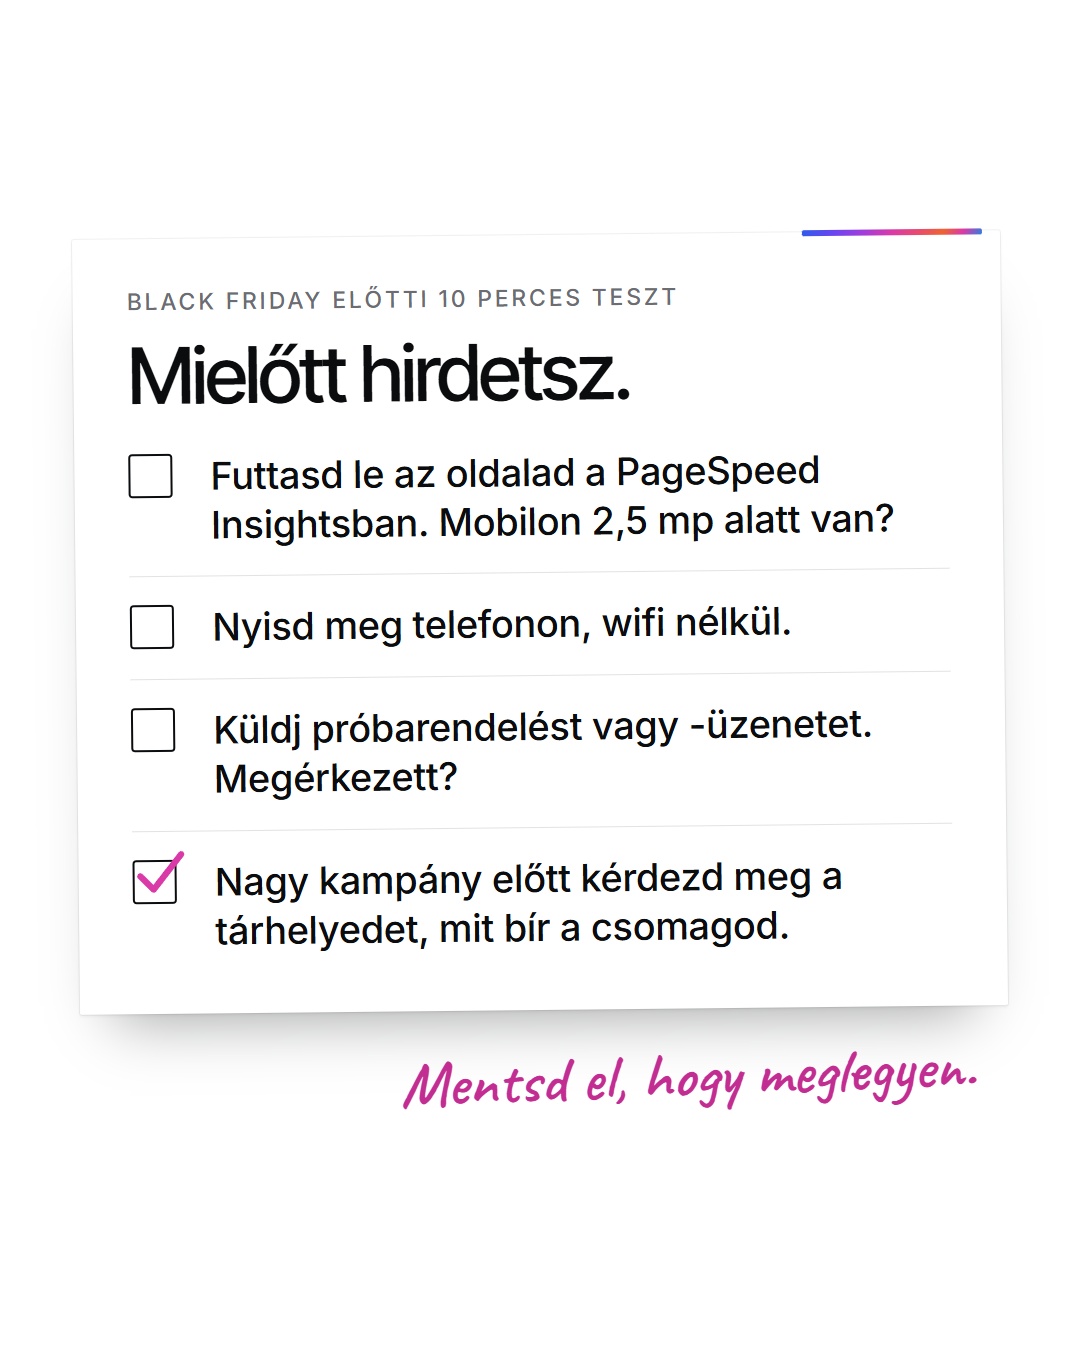 BLACK FRIDAY ELŐTTI 10 PERCES TESZT
Mielőtt hirdetsz.
Futtasd le az oldalad a PageSpeed
Insightsban. Mobilon 2,5 mp alatt van?
Nyisd meg telefonon, wifi nélkül.
Küldj próbarendelést vagy -üzenetet.
Megérkezett?
Nagy kampány előtt kérdezd meg a
tárhelyedet, mit bír a csomagod.
Mentsd el, hogy meglegyen.